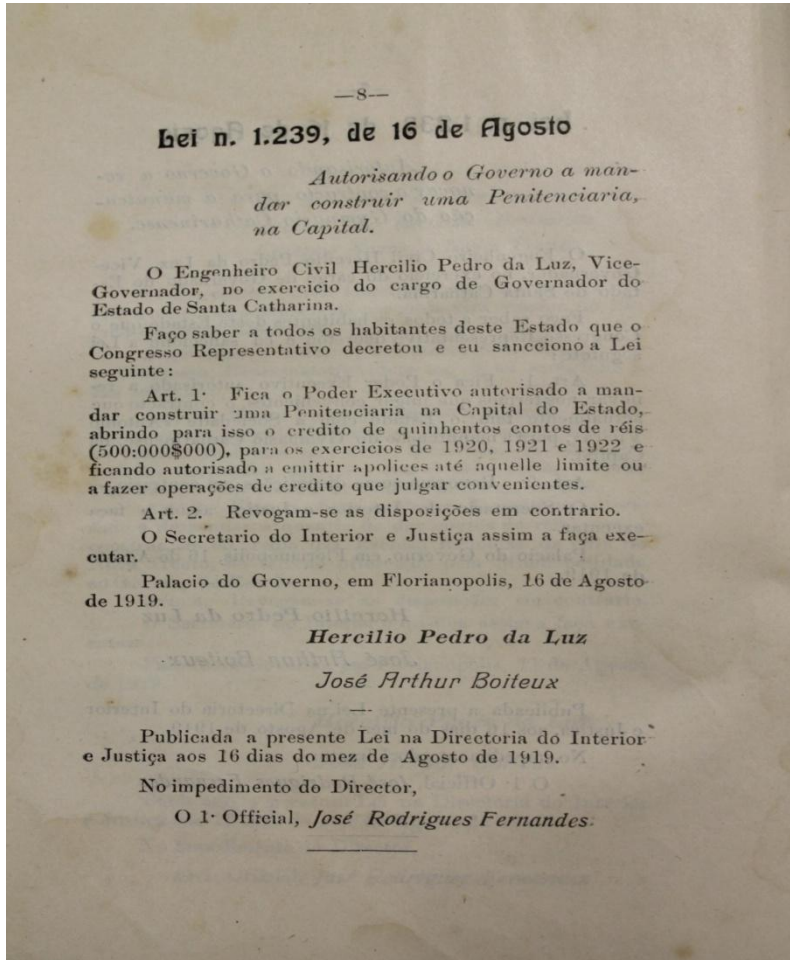 —8—
Lei n. 1.239, de 16 de Agosto
Autorisando o Governo a man-
dar construir uma Penitenciaria,
na Capital.
O Engenheiro Civil Hercilio Pedro da Luz, Vice-
Governador, no exercicio do cargo de Governador do
Estado de Santa Catharina.
Faço saber a todos os habitantes deste Estado que o
Congresso Representativo decretou e eu sancciono a Lei
seguinte:
Art. 1· Fica o Poder Executivo autorisado a man-
dar construir uma Penitenciaria na Capital do Estado,
abrindo para isso o credito de quinhentos contos de réis
(500:000$000), para os exercicios de 1920, 1921 e 1922 e
ficando autorisado a emittir apolices até aquelle limite ou
a fazer operações de credito que julgar convenientes.
Art. 2. Revogam-se as disposições em contrario.
O Secretario do Interior e Justiça assim a faça exe-
cutar.
Palacio do Governo, em Florianopolis, 16 de Agosto
de 1919.
Hercilio Pedro da Luz
José Arthur Boiteux
Publicada a presente Lei na Directoria do Interior
e Justiça aos 16 dias do mez de Agosto de 1919.
No impedimento do Director,
O 1· Official, José Rodrigues Fernandes.